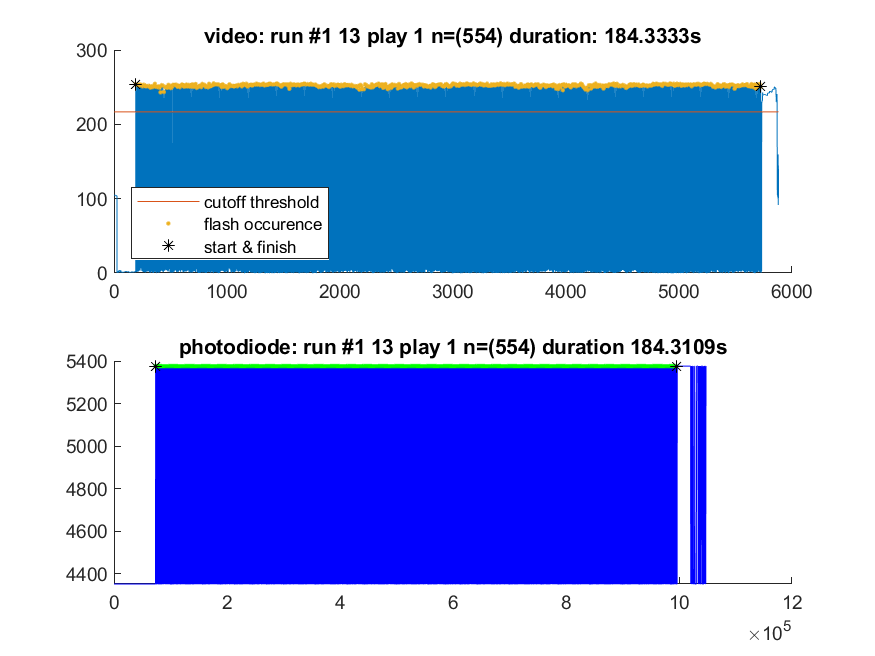 video: run #1 13 play 1 n=(554) duration: 184.3333s
300
200
100
0
cutoff threshold
flash occurence
start & finish
0 1000 2000 3000 4000 5000 6000
photodiode: run #1 13 play 1 n=(554) duration 184.3109s
5400
5200
5000
4800
4600
4400
0 2 4 6 8 10 12
×10^5